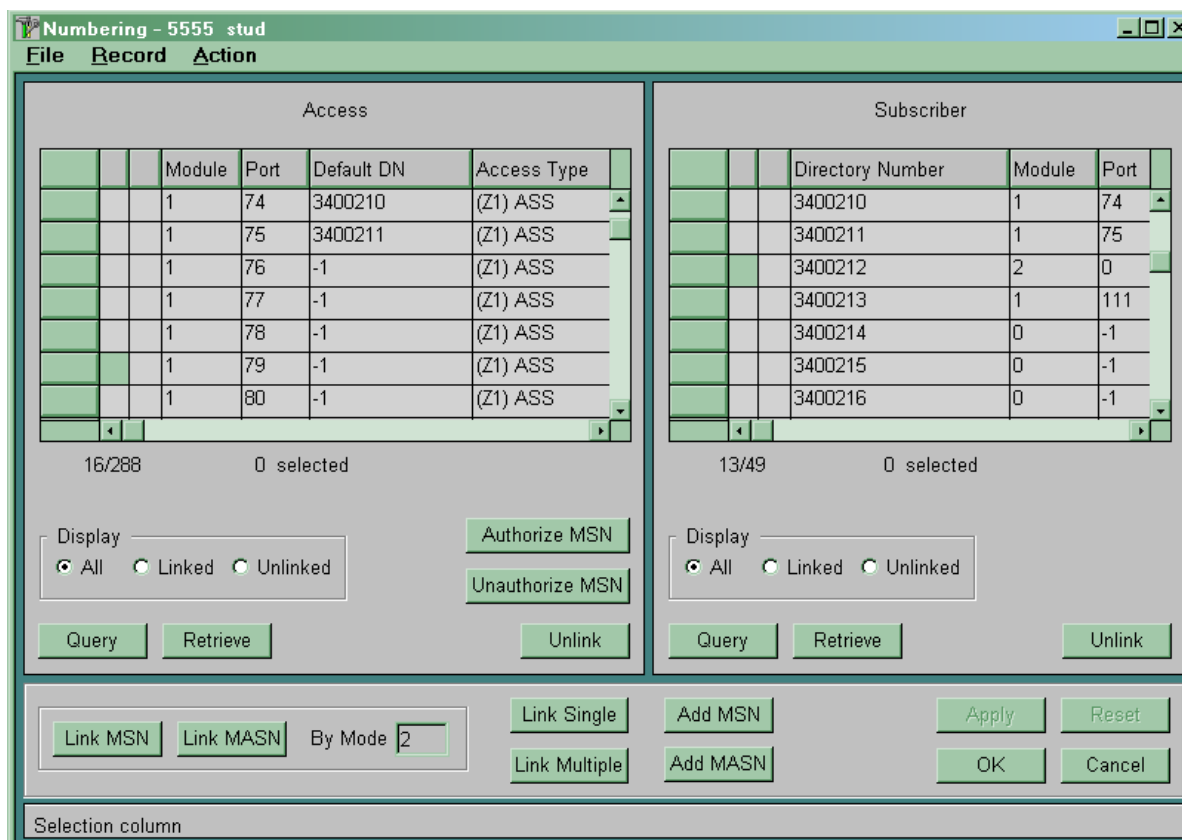 Numbering - 5555 stud
File Record Action
Access
Module Port Default DN Access Type
1 74 3400210 (Z1) ASS
1 75 3400211 (Z1) ASS
1 76 -1 (Z1) ASS
1 77 -1 (Z1) ASS
1 78 -1 (Z1) ASS
1 79 -1 (Z1) ASS
1 80 -1 (Z1) ASS
16/288 0 selected
Display
All Linked Unlinked
Authorize MSN
Unauthorize MSN
Query Retrieve Unlink
Subscriber
Directory Number Module Port
3400210 1 74
3400211 1 75
3400212 2 0
3400213 1 111
3400214 0 -1
3400215 0 -1
3400216 0 -1
13/49 0 selected
Display
All Linked Unlinked
Query Retrieve Unlink
Link MSN Link MASN By Mode 2
Link Single Add MSN Apply Reset
Link Multiple Add MASN OK Cancel
Selection column